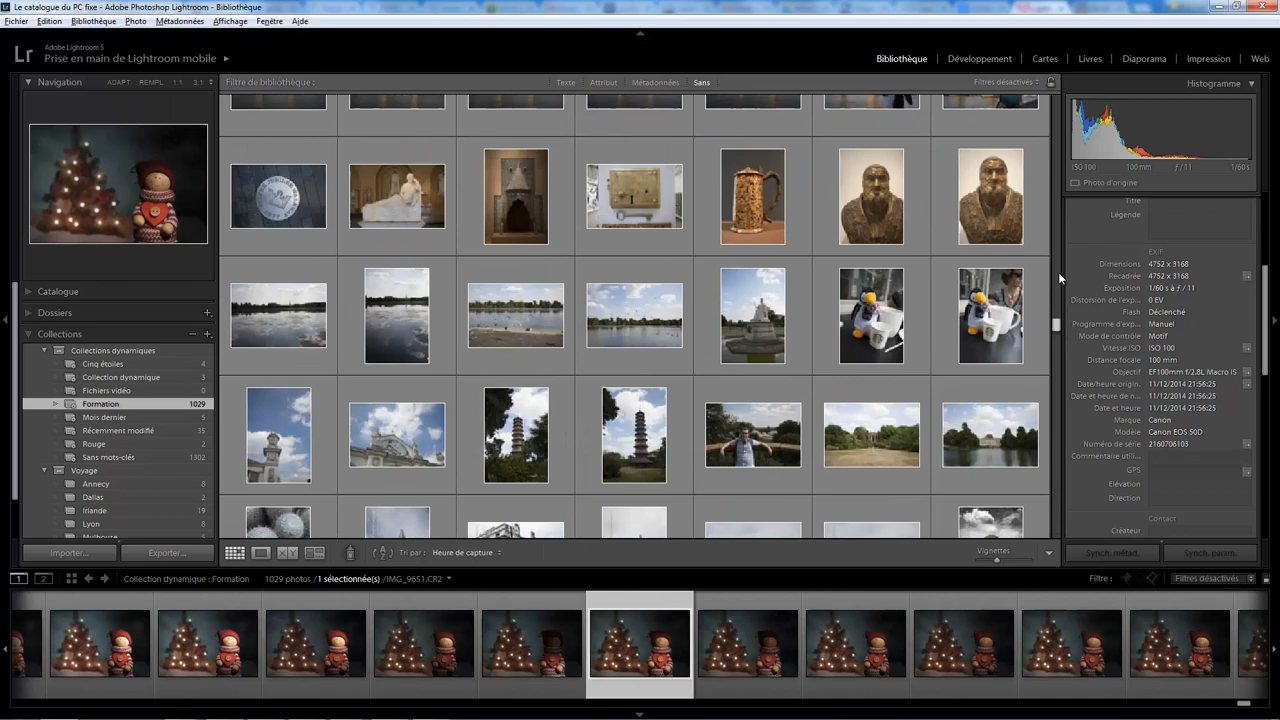 Le catalogue du PC fixe - Adobe Photoshop Lightroom - Bibliothèque
Fichier Edition Bibliothèque Photo Métadonnées Affichage Fenêtre Aide
Lr
Adobe Lightroom 5
Prise en main de Lightroom mobile
Bibliothèque Développement Cartes Livres Diaporama Impression Web
Navigation ADAPT REMPL. 1:1 3:1
Filtre de bibliothèque : Texte Attribut Métadonnées Sans Filtres désactivés
Histogramme
ISO 100 100 mm ƒ / 11 1/60 s
Photo d'origine
Titre
Légende
EXIF
Dimensions 4752 x 3168
Recadrée 4752 x 3168
Exposition 1/60 s à ƒ / 11
Distorsion de l'exp... 0 EV
Flash Déclenché
Programme d'exp... Manuel
Mode de contrôle Motif
Vitesse ISO ISO 100
Distance focale 100 mm
Objectif EF100mm f/2.8L Macro IS
Date/heure origin. 11/12/2014 21:56:25
Date et heure de n... 11/12/2014 21:56:25
Date et heure 11/12/2014 21:56:25
Marque Canon
Modèle Canon EOS 50D
Numéro de série 2160706103
Commentaire utili...
GPS
Elévation
Direction
Contact
Créateur
Catalogue
Dossiers
Collections
Collections dynamiques
Cinq étoiles 4
Collection dynamique 3
Fichiers vidéo 0
Formation 1029
Mois dernier 5
Récemment modifié 35
Rouge 2
Sans mots-clés 1302
Voyage
Annecy 8
Dallas 2
Irlande 19
Lyon 8
Mulhouse
Importer... Exporter...
Tri par : Heure de capture
Vignettes
Synch. métad. Synch. param.
1 2 Collection dynamique : Formation 1029 photos / 1 sélectionnée(s) / IMG_9651.CR2
Filtre : Filtres désactivés